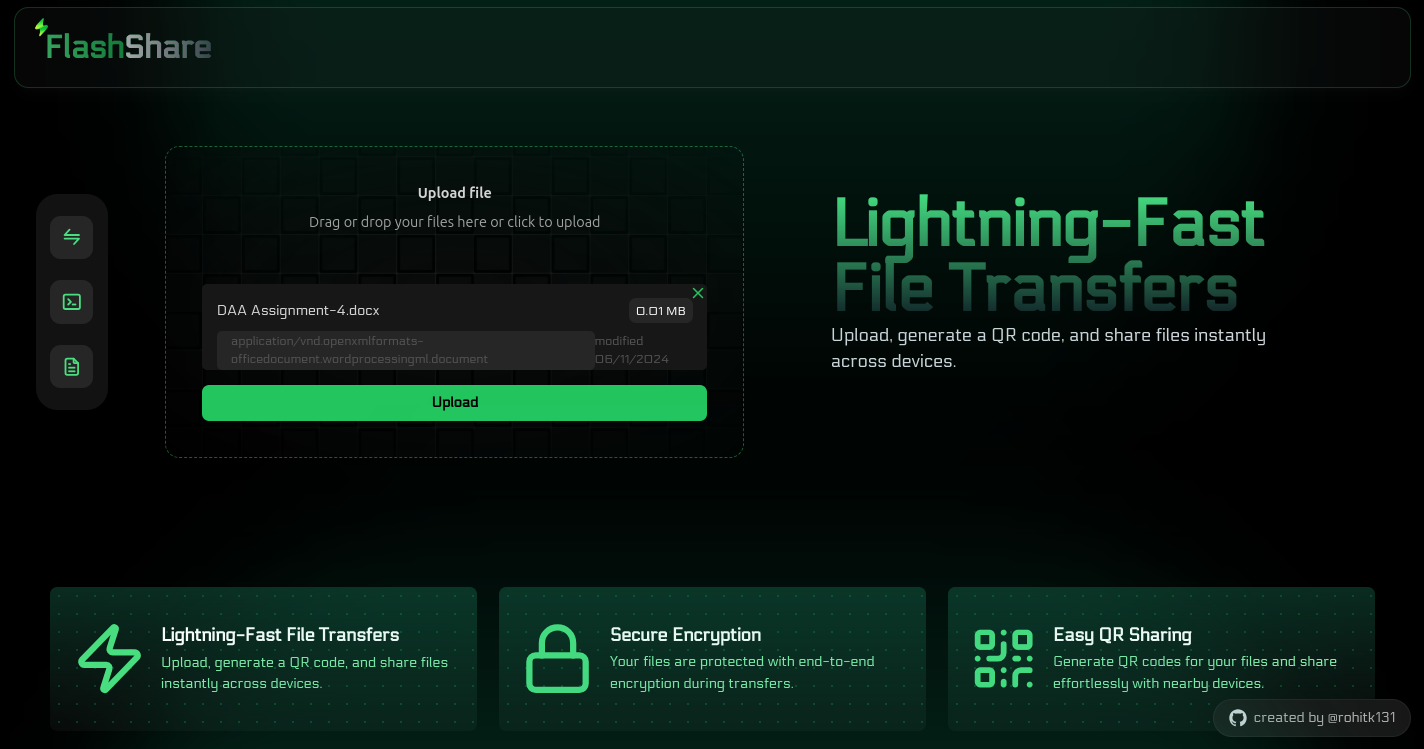 FlashShare
Upload file
Drag or drop your files here or click to upload
DAA Assignment-4.docx
0.01 MB
application/vnd.openxmlformats-
officedocument.wordprocessingml.document
modified
06/11/2024
Upload
Lightning-Fast
File Transfers
Upload, generate a QR code, and share files instantly
across devices.
Lightning-Fast File Transfers
Upload, generate a QR code, and share files
instantly across devices.
Secure Encryption
Your files are protected with end-to-end
encryption during transfers.
Easy QR Sharing
Generate QR codes for your files and share
effortlessly with nearby devices.
created by @rohitk131